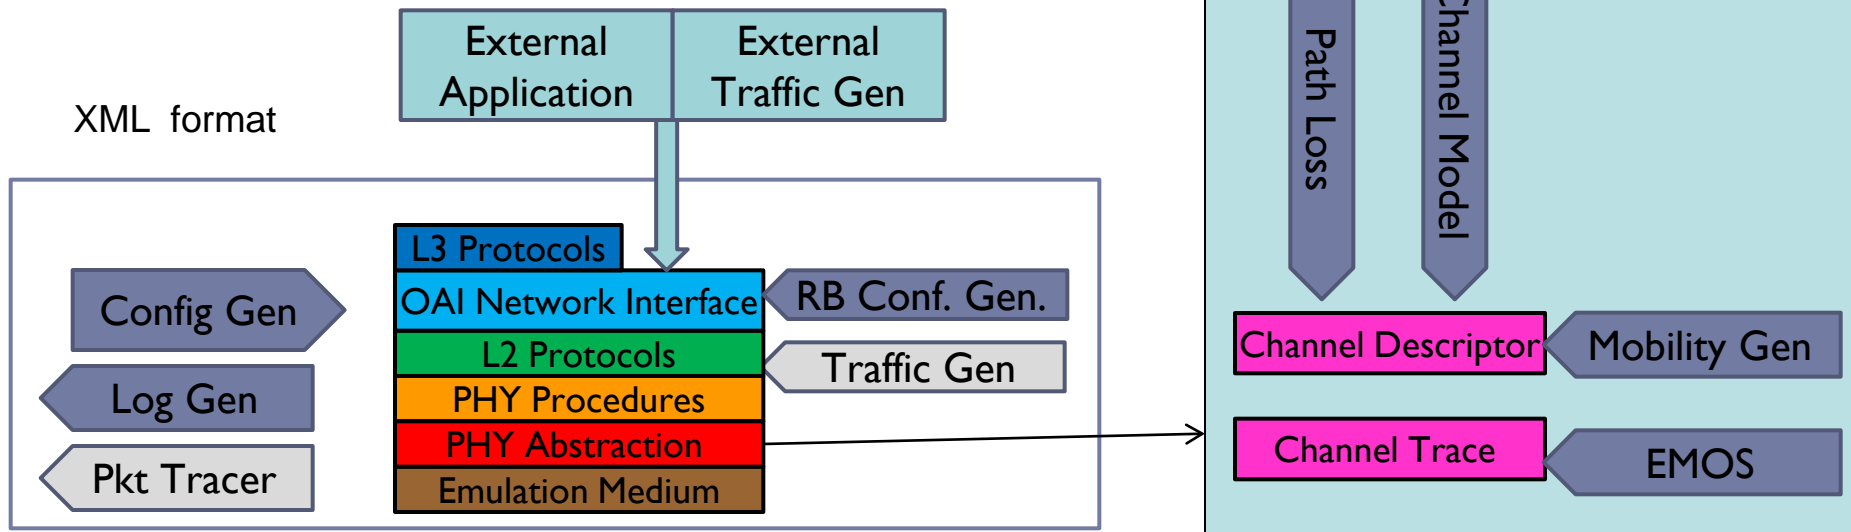 External
Application
External
Traffic Gen
XML format
L3 Protocols
OAI Network Interface
L2 Protocols
PHY Procedures
PHY Abstraction
Emulation Medium
Config Gen
Log Gen
Pkt Tracer
RB Conf. Gen.
Traffic Gen
Path Loss
Channel Model
Channel Descriptor
Mobility Gen
Channel Trace
EMOS